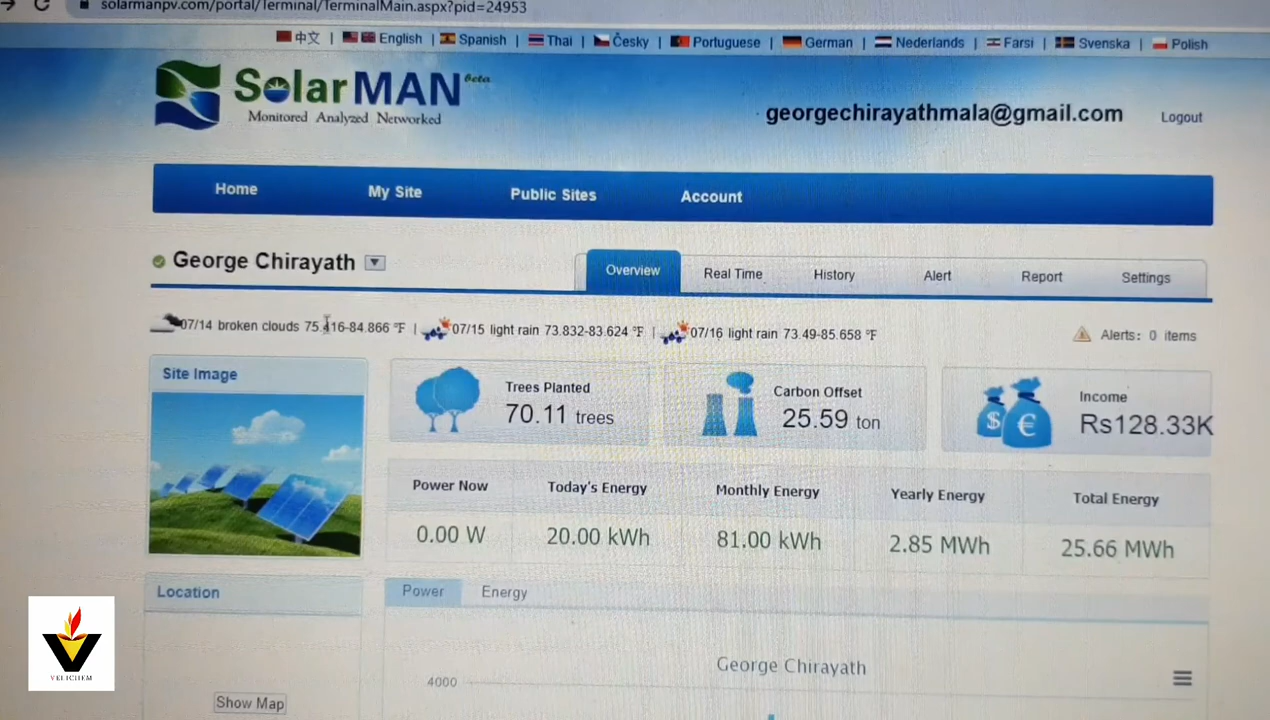 solarmanpv.com/portal/Terminal/TerminalMain.aspx?pid=24953
中文 | English | Spanish | Thai | Česky | Portuguese | German | Nederlands | Farsi | Svenska | Polish
SolarMAN beta
Monitored Analyzed Networked
georgechirayathmala@gmail.com Logout
Home My Site Public Sites Account
George Chirayath
Overview Real Time History Alert Report Settings
07/14 broken clouds 75.416-84.866 °F | 07/15 light rain 73.832-83.624 °F | 07/16 light rain 73.49-85.658 °F
Alerts: 0 items
Site Image
Trees Planted
70.11 trees
Carbon Offset
25.59 ton
Income
Rs128.33K
Power Now Today's Energy Monthly Energy Yearly Energy Total Energy
0.00 W 20.00 kWh 81.00 kWh 2.85 MWh 25.66 MWh
Location
Power Energy
George Chirayath
4000
Show Map
VELICHEM